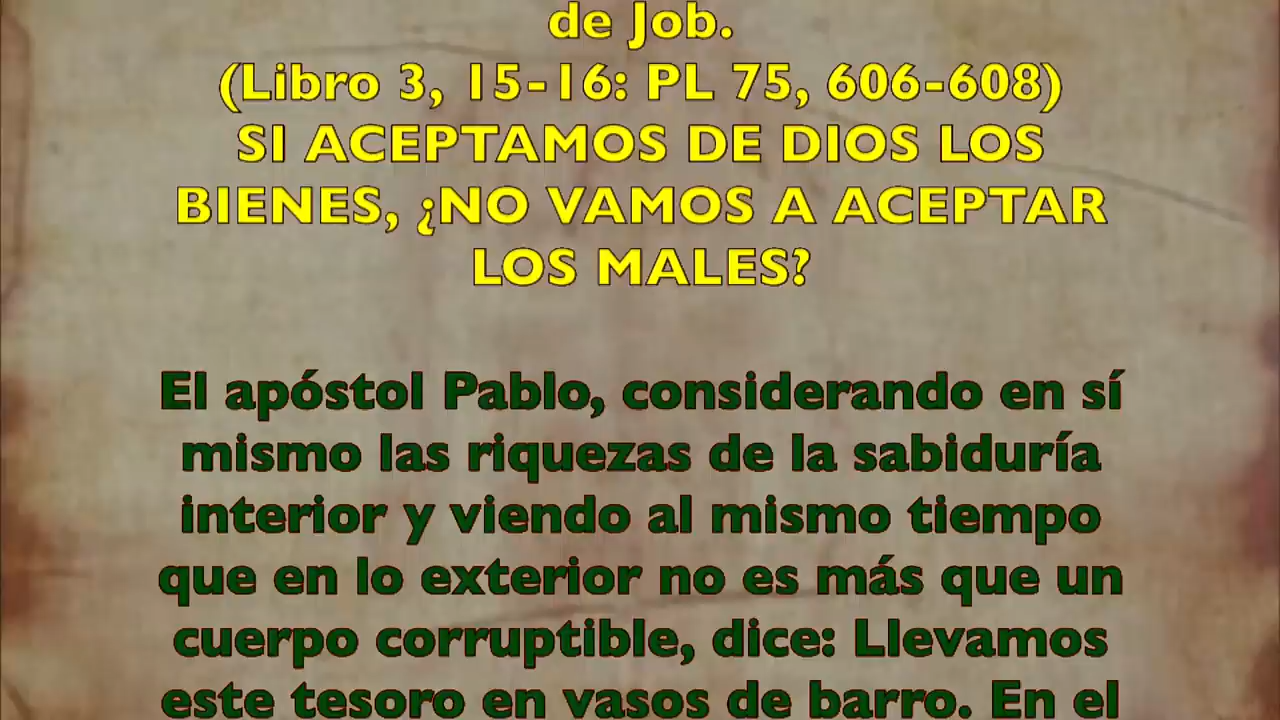 de Job.
(Libro 3, 15-16: PL 75, 606-608)
SI ACEPTAMOS DE DIOS LOS
BIENES, ¿NO VAMOS A ACEPTAR
LOS MALES?
El apóstol Pablo, considerando en sí
mismo las riquezas de la sabiduría
interior y viendo al mismo tiempo
que en lo exterior no es más que un
cuerpo corruptible, dice: Llevamos
este tesoro en vasos de barro. En el